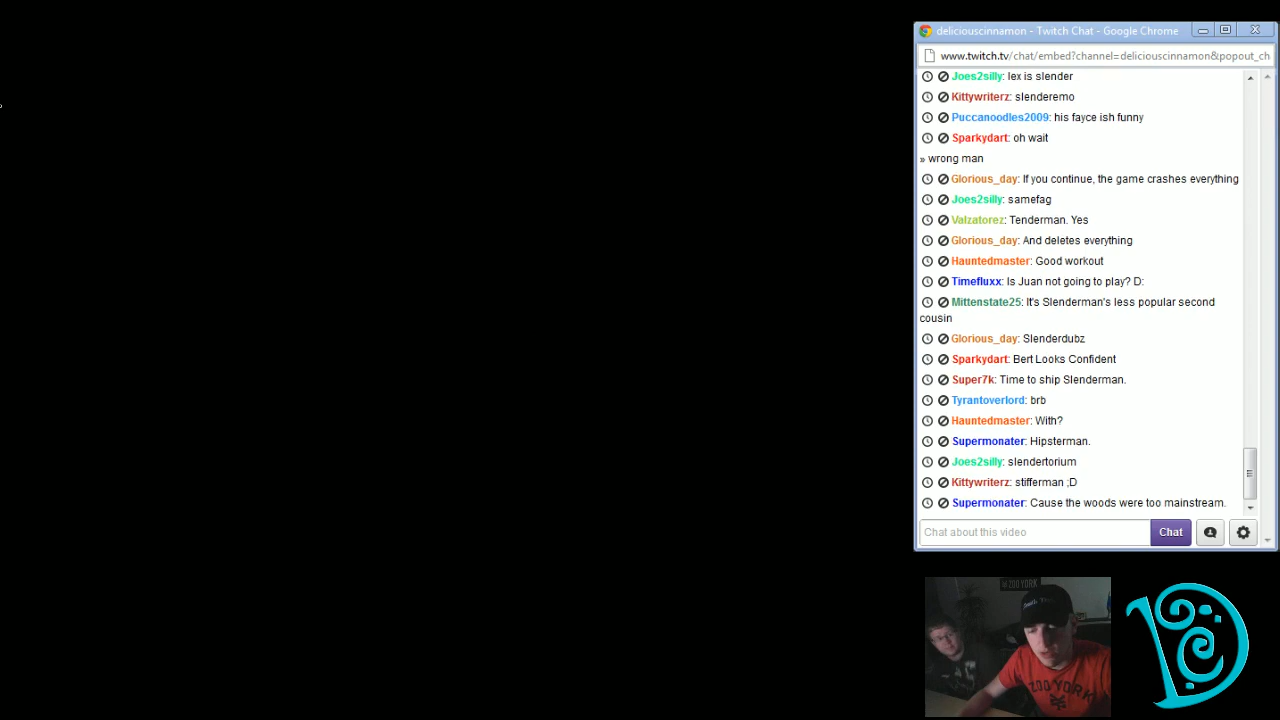 deliciouscinnamon - Twitch Chat - Google Chrome
www.twitch.tv/chat/embed?channel=deliciouscinnamon&popout_ch
Joes2silly: lex is slender
Kittywriterz: slenderemo
Puccanoodles2009: his fayce ish funny
Sparkydart: oh wait
» wrong man
Glorious_day: If you continue, the game crashes everything
Joes2silly: samefag
Valzatorez: Tenderman. Yes
Glorious_day: And deletes everything
Hauntedmaster: Good workout
Timefluxx: Is Juan not going to play? D:
Mittenstate25: It's Slenderman's less popular second
cousin
Glorious_day: Slenderdubz
Sparkydart: Bert Looks Confident
Super7k: Time to ship Slenderman.
Tyrantoverlord: brb
Hauntedmaster: With?
Supermonater: Hipsterman.
Joes2silly: slendertorium
Kittywriterz: stifferman ;D
Supermonater: Cause the woods were too mainstream.
Chat about this video
Chat
ZOO YORK
ZOO YORK